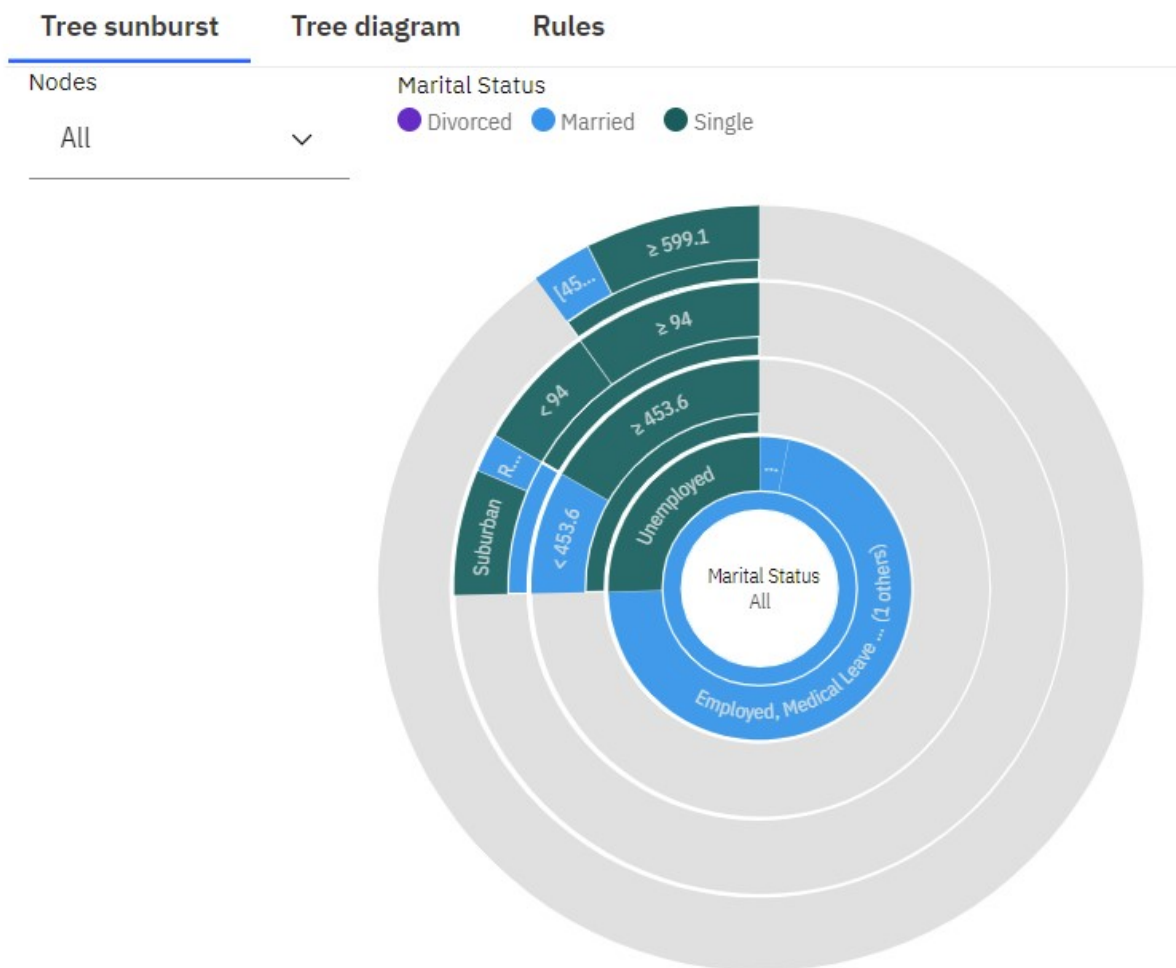 Tree sunburst Tree diagram Rules
Nodes
All
Marital Status
Divorced Married Single
≥ 599.1
[45...
≥ 94
< 94
≥ 453.6
R...
Suburban
< 453.6
Unemployed
...
Employed, Medical Leave ... (1 others)
Marital Status
All